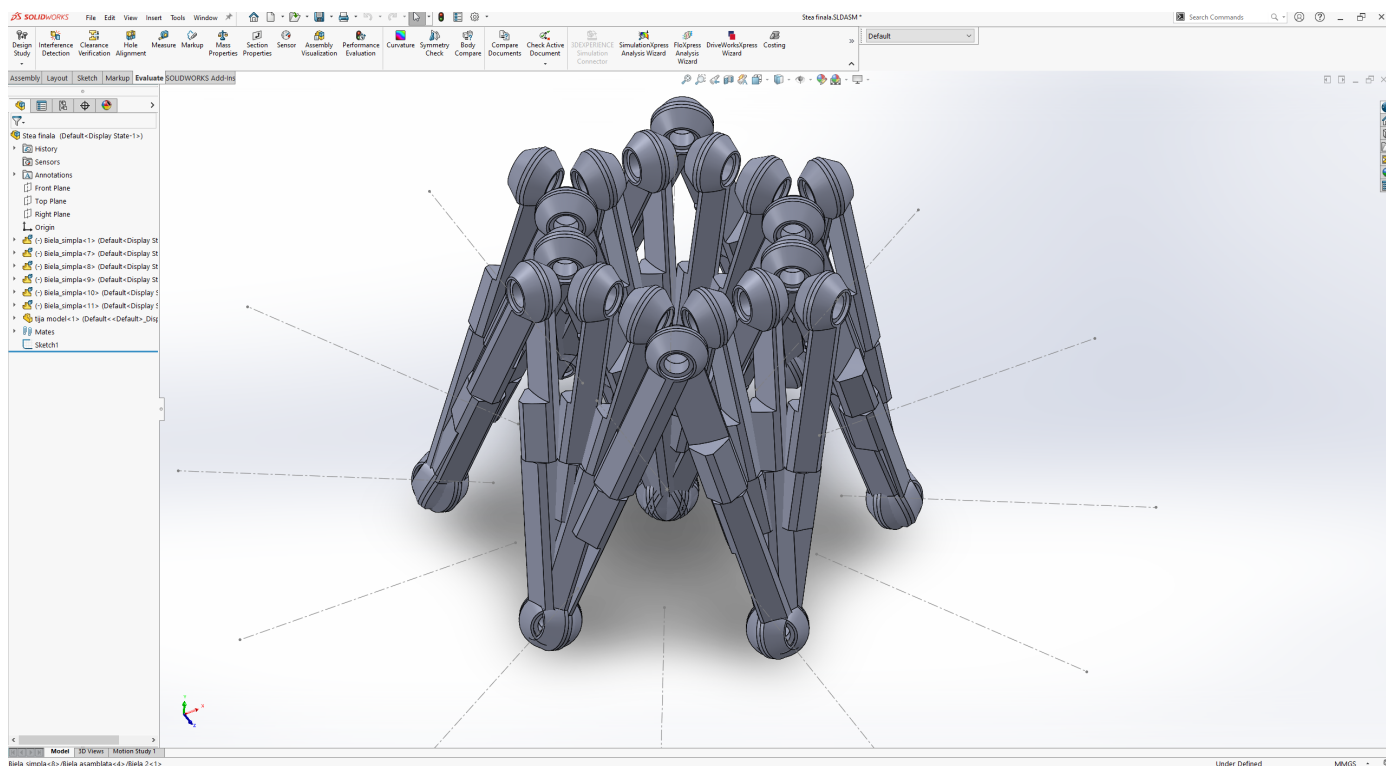 SOLIDWORKS File Edit View Insert Tools Window Stea finala.SLDASM * Search Commands
Design Study Interference Detection Clearance Verification Hole Alignment Measure Markup Mass Properties Section Properties Sensor Assembly Visualization Performance Evaluation Curvature Symmetry Check Body Compare Compare Documents Check Active Document 3DEXPERIENCE Simulation Connector SimulationXpress Analysis Wizard FloXpress Analysis Wizard DriveWorksXpress Wizard Costing Default
Assembly Layout Sketch Markup Evaluate SOLIDWORKS Add-Ins
Stea finala (Default<Display State-1>)
History
Sensors
Annotations
Front Plane
Top Plane
Right Plane
Origin
(-) Biela_simpla<1> (Default<Display St
(-) Biela_simpla<7> (Default<Display St
(-) Biela_simpla<8> (Default<Display St
(-) Biela_simpla<9> (Default<Display St
(-) Biela_simpla<10> (Default<Display S
(-) Biela_simpla<11> (Default<Display S
tija model<1> (Default<<Default>_Disp
Mates
Sketch1
Y
X
Z
Model 3D Views Motion Study 1
Biela_simpla<8>/Biela asamblata<4>/Biela 2<1> Under Defined MMGS